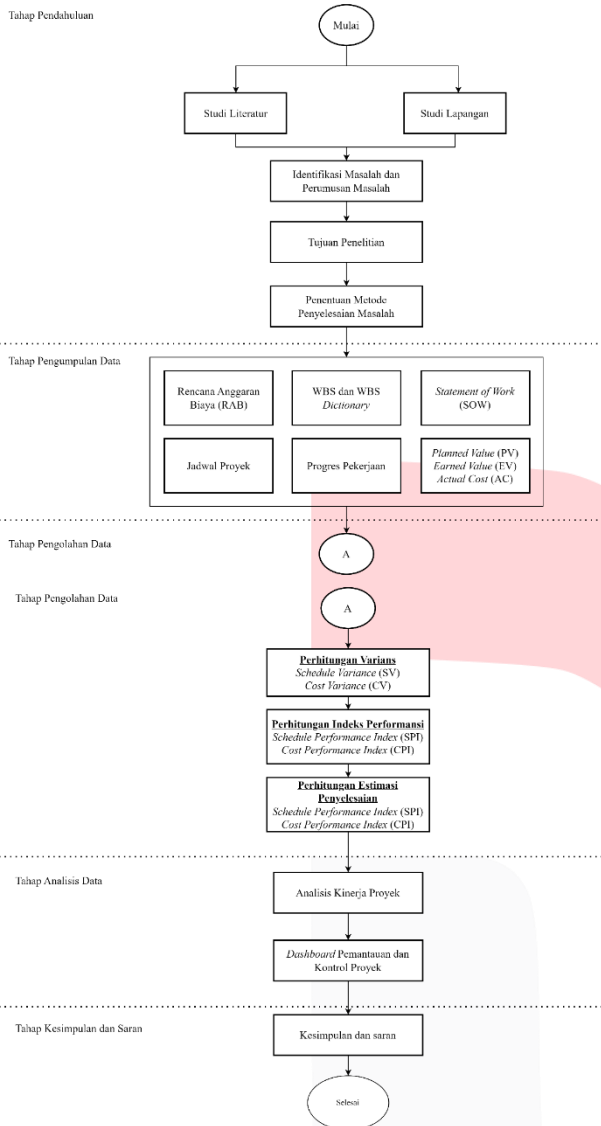 Tahap Pendahuluan
Mulai
Studi Literatur
Studi Lapangan
Identifikasi Masalah dan
Perumusan Masalah
Tujuan Penelitian
Penentuan Metode
Penyelesaian Masalah
Tahap Pengumpulan Data
Rencana Anggaran
Biaya (RAB)
WBS dan WBS
Dictionary
Statement of Work
(SOW)
Jadwal Proyek
Progres Pekerjaan
Planned Value (PV)
Earned Value (EV)
Actual Cost (AC)
Tahap Pengolahan Data
A
Tahap Pengolahan Data
A
Perhitungan Varians
Schedule Variance (SV)
Cost Variance (CV)
Perhitungan Indeks Performansi
Schedule Performance Index (SPI)
Cost Performance Index (CPI)
Perhitungan Estimasi
Penyelesaian
Schedule Performance Index (SPI)
Cost Performance Index (CPI)
Tahap Analisis Data
Analisis Kinerja Proyek
Dashboard Pemantauan dan
Kontrol Proyek
Tahap Kesimpulan dan Saran
Kesimpulan dan saran
Selesai